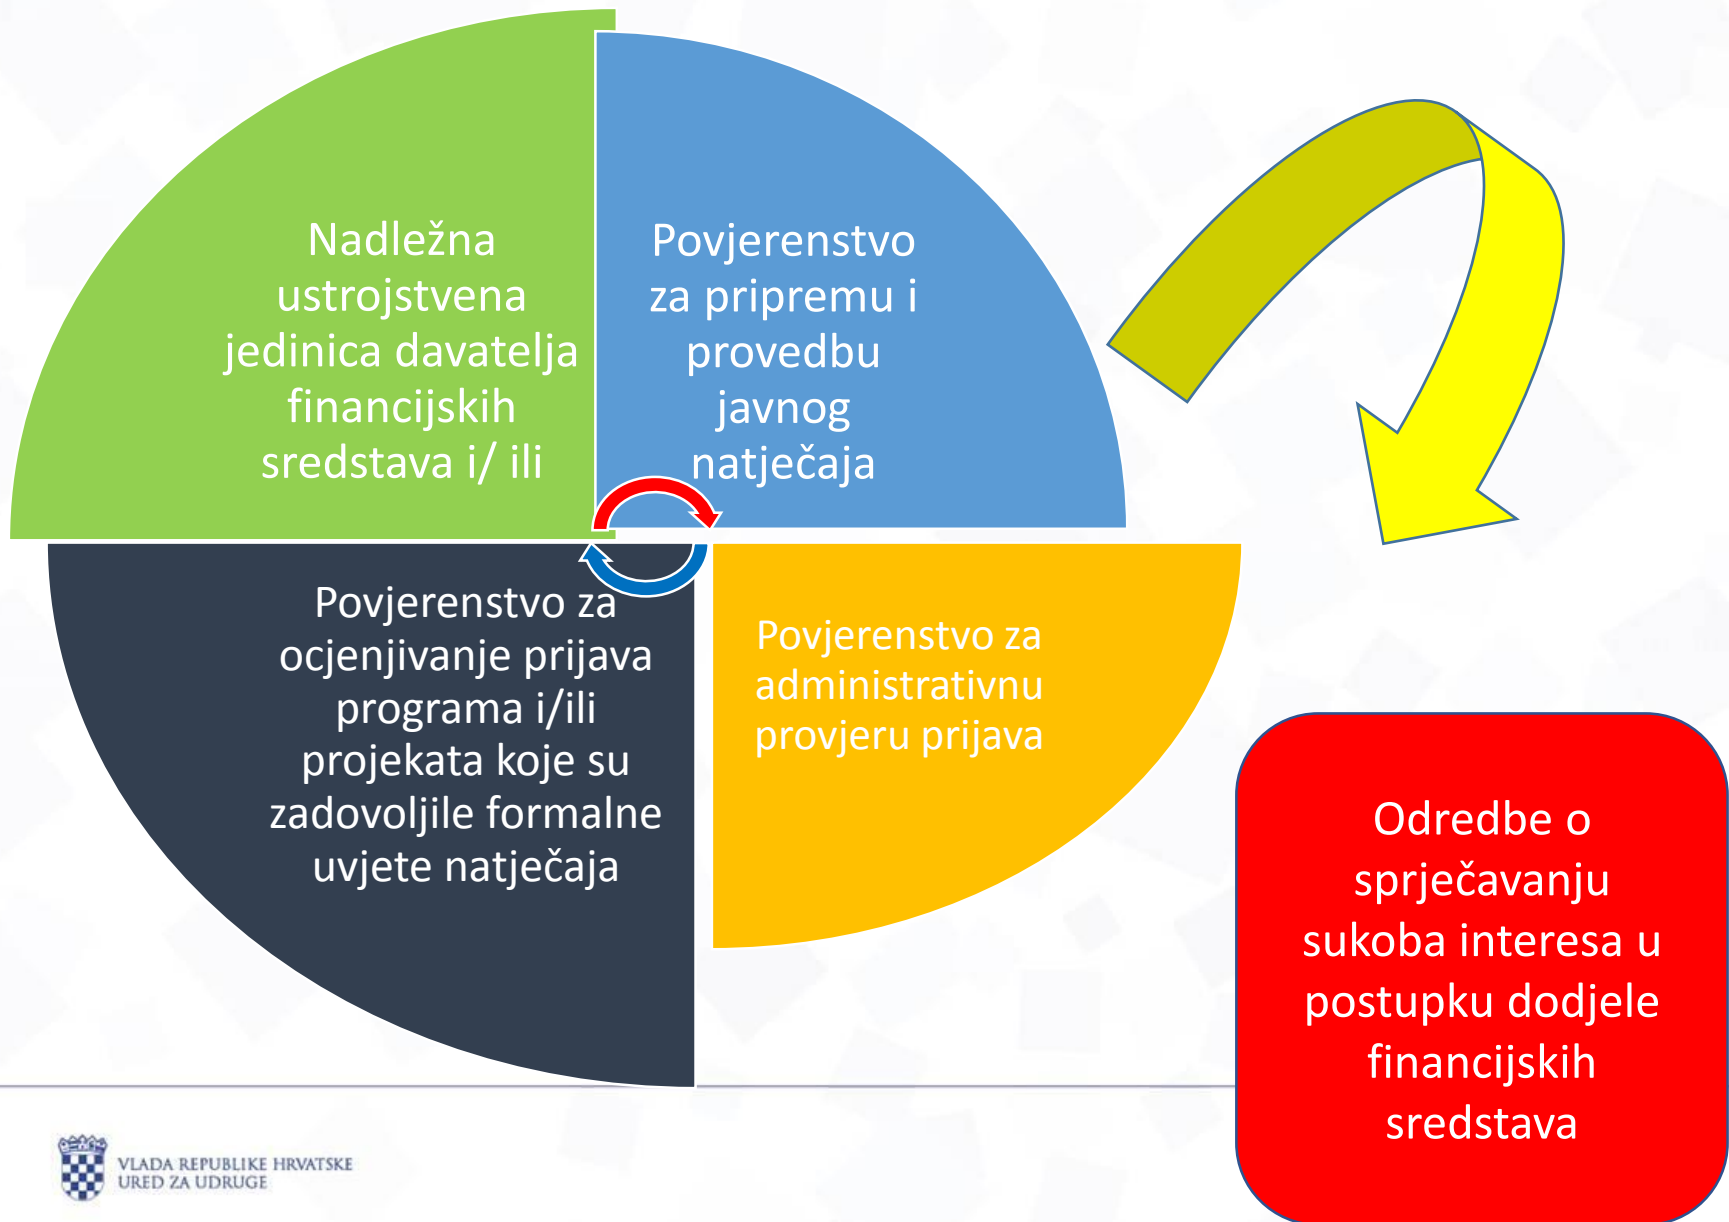 Nadležna
ustrojstvena
jedinica davatelja
financijskih
sredstava i/ ili
Povjerenstvo
za pripremu i
provedbu
javnog
natječaja
Povjerenstvo za
ocjenjivanje prijava
programa i/ili
projekata koje su
zadovoljile formalne
uvjete natječaja
Povjerenstvo za
administrativnu
provjeru prijava
Odredbe o
sprječavanju
sukoba interesa u
postupku dodjele
financijskih
sredstava
VLADA REPUBLIKE HRVATSKE
URED ZA UDRUGE